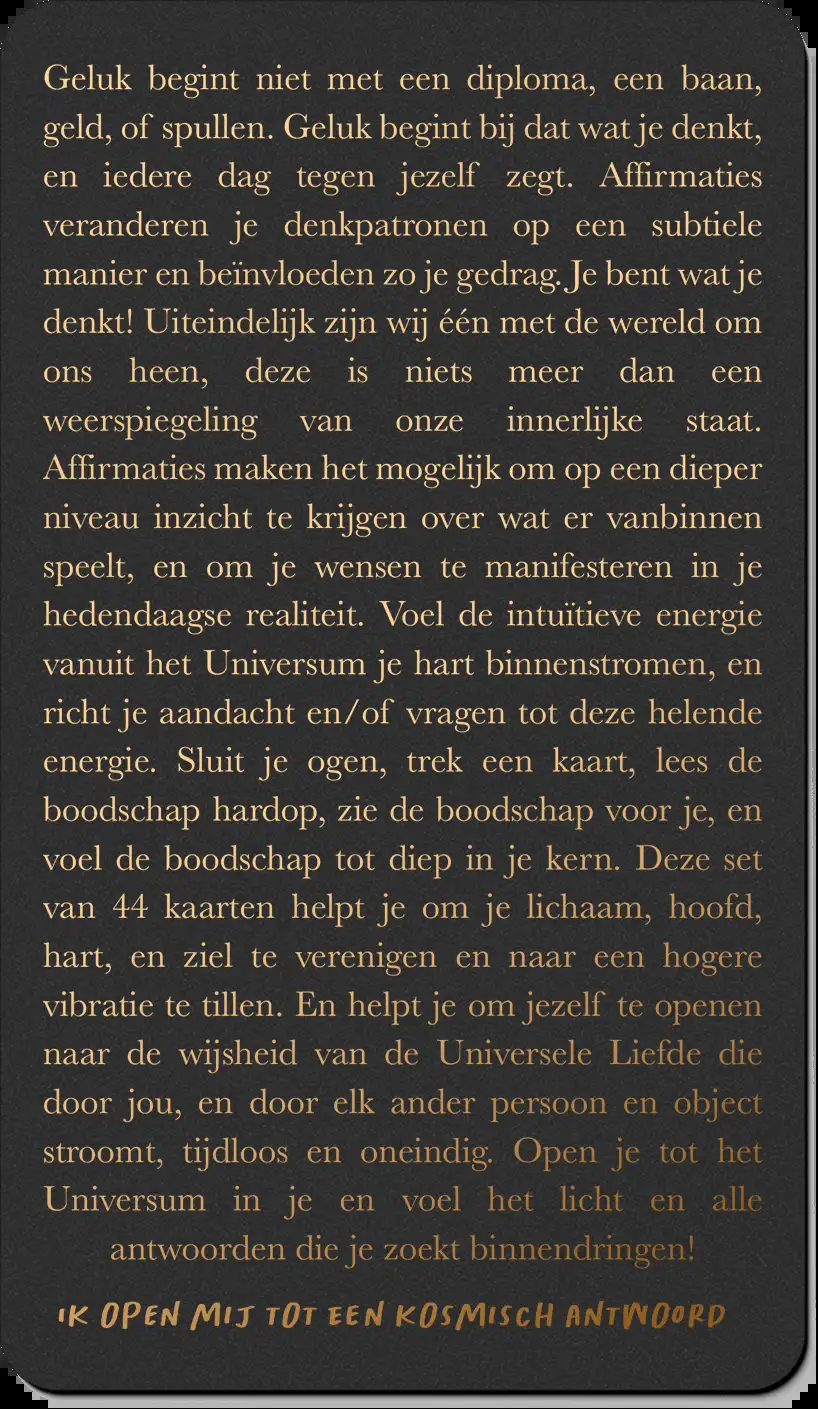 Geluk begint niet met een diploma, een baan,
geld, of spullen. Geluk begint bij dat wat je denkt,
en iedere dag tegen jezelf zegt. Affirmaties
veranderen je denkpatronen op een subtiele
manier en beïnvloeden zo je gedrag. Je bent wat je
denkt! Uiteindelijk zijn wij één met de wereld om
ons heen, deze is niets meer dan een
weerspiegeling van onze innerlijke staat.
Affirmaties maken het mogelijk om op een dieper
niveau inzicht te krijgen over wat er vanbinnen
speelt, en om je wensen te manifesteren in je
hedendaagse realiteit. Voel de intuïtieve energie
vanuit het Universum je hart binnenstromen, en
richt je aandacht en/of vragen tot deze helende
energie. Sluit je ogen, trek een kaart, lees de
boodschap hardop, zie de boodschap voor je, en
voel de boodschap tot diep in je kern. Deze set
van 44 kaarten helpt je om je lichaam, hoofd,
hart, en ziel te verenigen en naar een hogere
vibratie te tillen. En helpt je om jezelf te openen
naar de wijsheid van de Universele Liefde die
door jou, en door elk ander persoon en object
stroomt, tijdloos en oneindig. Open je tot het
Universum in je en voel het licht en alle
antwoorden die je zoekt binnendringen!
IK OPEN MIJ TOT EEN KOSMISCH ANTWOORD